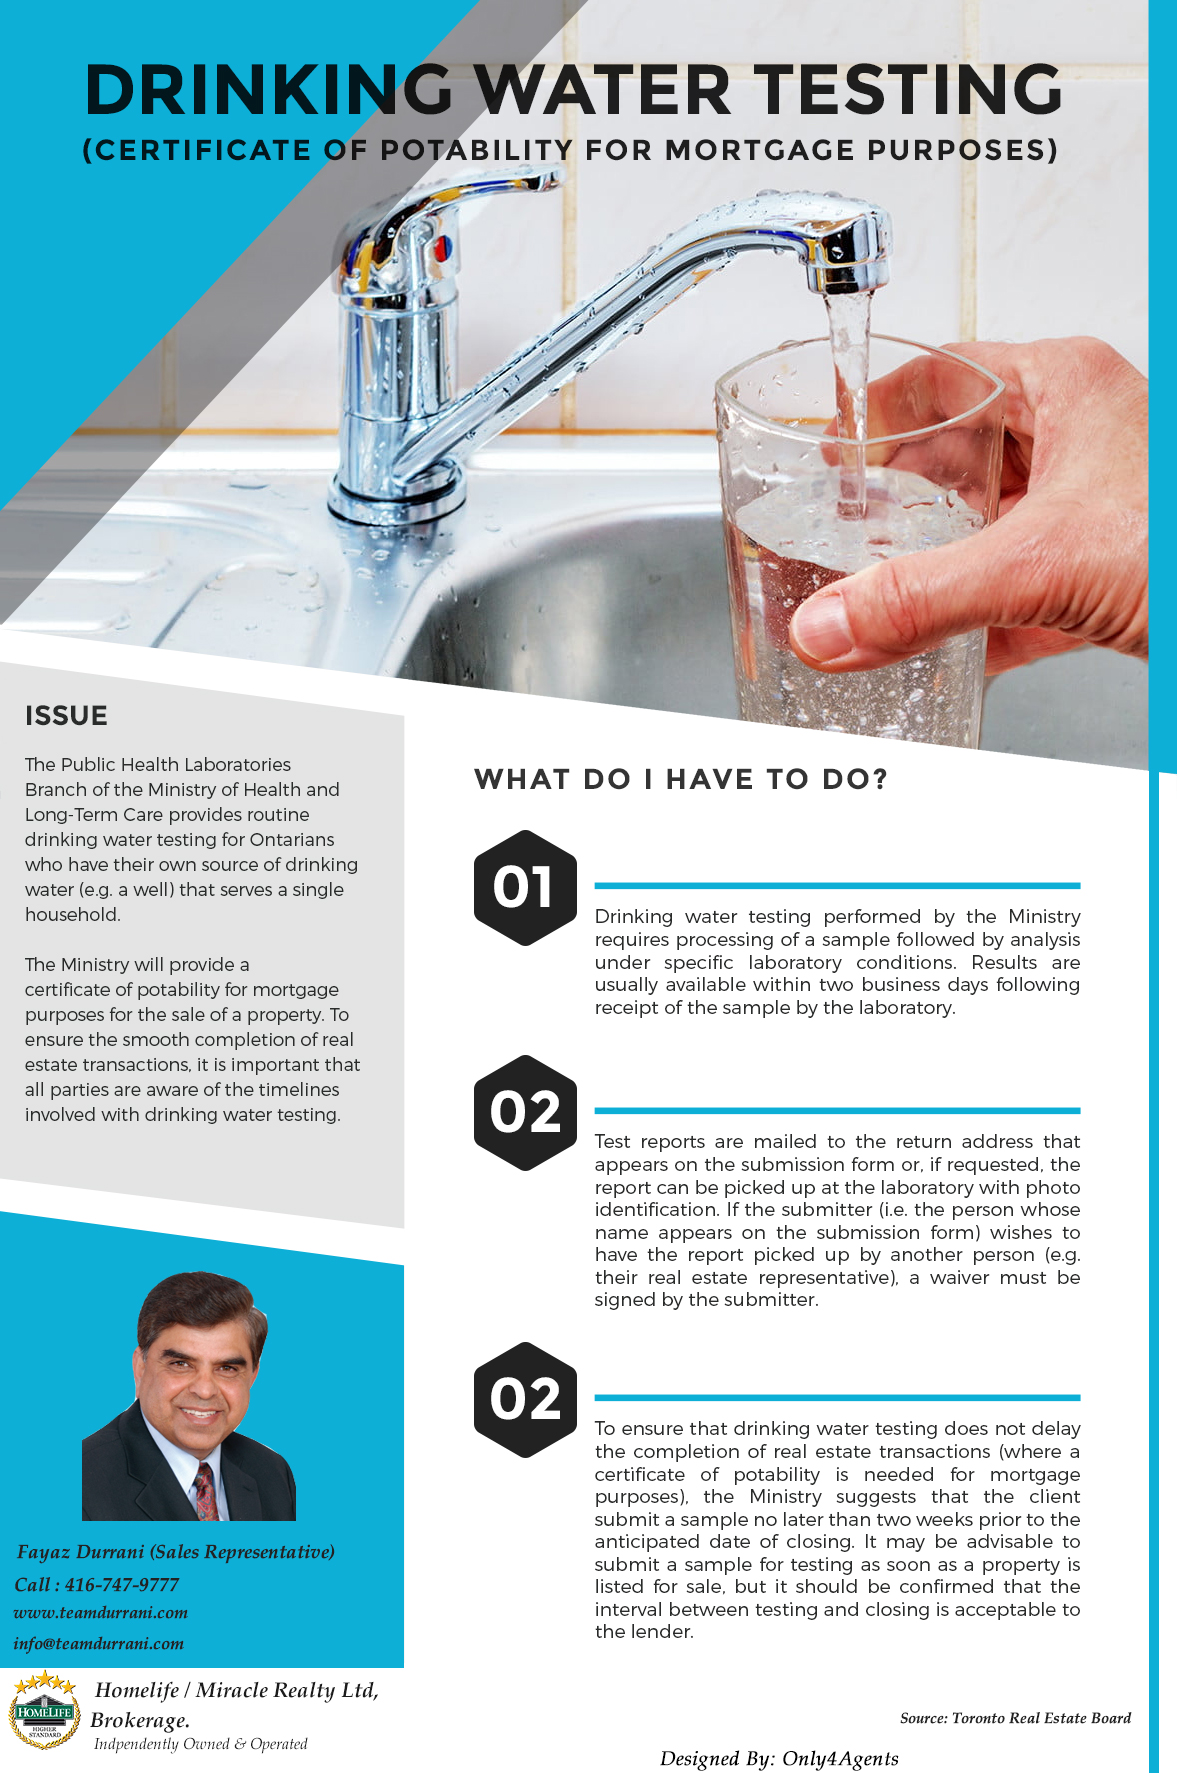 DRINKING WATER TESTING
(CERTIFICATE OF POTABILITY FOR MORTGAGE PURPOSES)
ISSUE
The Public Health Laboratories
Branch of the Ministry of Health and
Long-Term Care provides routine
drinking water testing for Ontarians
who have their own source of drinking
water (e.g. a well) that serves a single
household.
The Ministry will provide a
certificate of potability for mortgage
purposes for the sale of a property. To
ensure the smooth completion of real
estate transactions, it is important that
all parties are aware of the timelines
involved with drinking water testing.
WHAT DO I HAVE TO DO?
01
Drinking water testing performed by the Ministry
requires processing of a sample followed by analysis
under specific laboratory conditions. Results are
usually available within two business days following
receipt of the sample by the laboratory.
02
Test reports are mailed to the return address that
appears on the submission form or, if requested, the
report can be picked up at the laboratory with photo
identification. If the submitter (i.e. the person whose
name appears on the submission form) wishes to
have the report picked up by another person (e.g.
their real estate representative), a waiver must be
signed by the submitter.
02
To ensure that drinking water testing does not delay
the completion of real estate transactions (where a
certificate of potability is needed for mortgage
purposes), the Ministry suggests that the client
submit a sample no later than two weeks prior to the
anticipated date of closing. It may be advisable to
submit a sample for testing as soon as a property is
listed for sale, but it should be confirmed that the
interval between testing and closing is acceptable to
the lender.
Fayaz Durrani (Sales Representative)
Call : 416-747-9777
www.teamdurrani.com
info@teamdurrani.com
HOMELIFE
HIGHER
STANDARD
Homelife / Miracle Realty Ltd,
Brokerage.
Indpendently Owned & Operated
Source: Toronto Real Estate Board
Designed By: Only4Agents